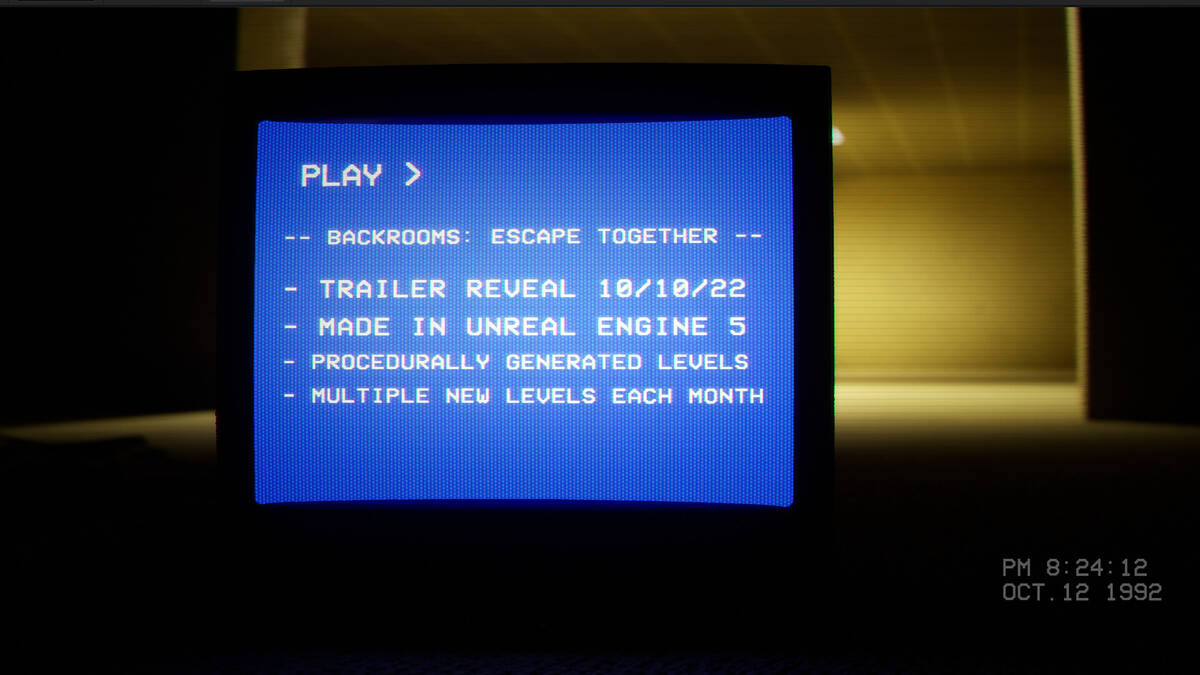 PLAY >
-- BACKROOMS: ESCAPE TOGETHER --
- TRAILER REVEAL 10/10/22
- MADE IN UNREAL ENGINE 5
- PROCEDURALLY GENERATED LEVELS
- MULTIPLE NEW LEVELS EACH MONTH
PM 8:24:12
OCT.12 1992